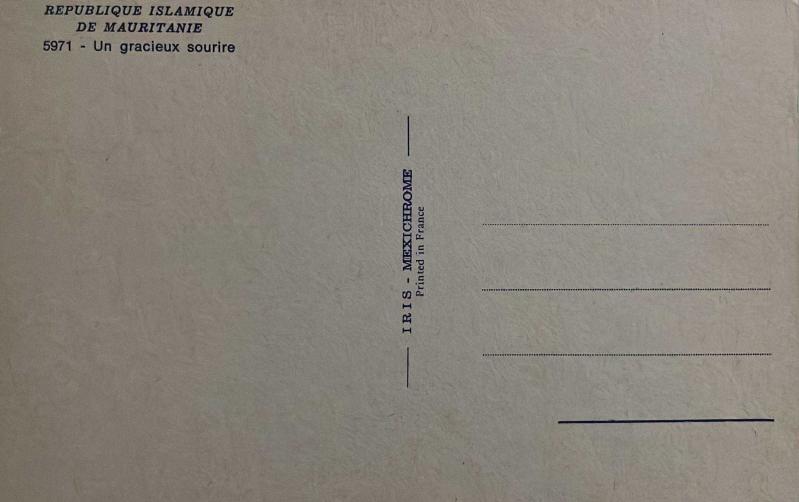 REPUBLIQUE ISLAMIQUE
DE MAURITANIE
5971 - Un gracieux sourire
IRIS - MEXICHROME
Printed in France